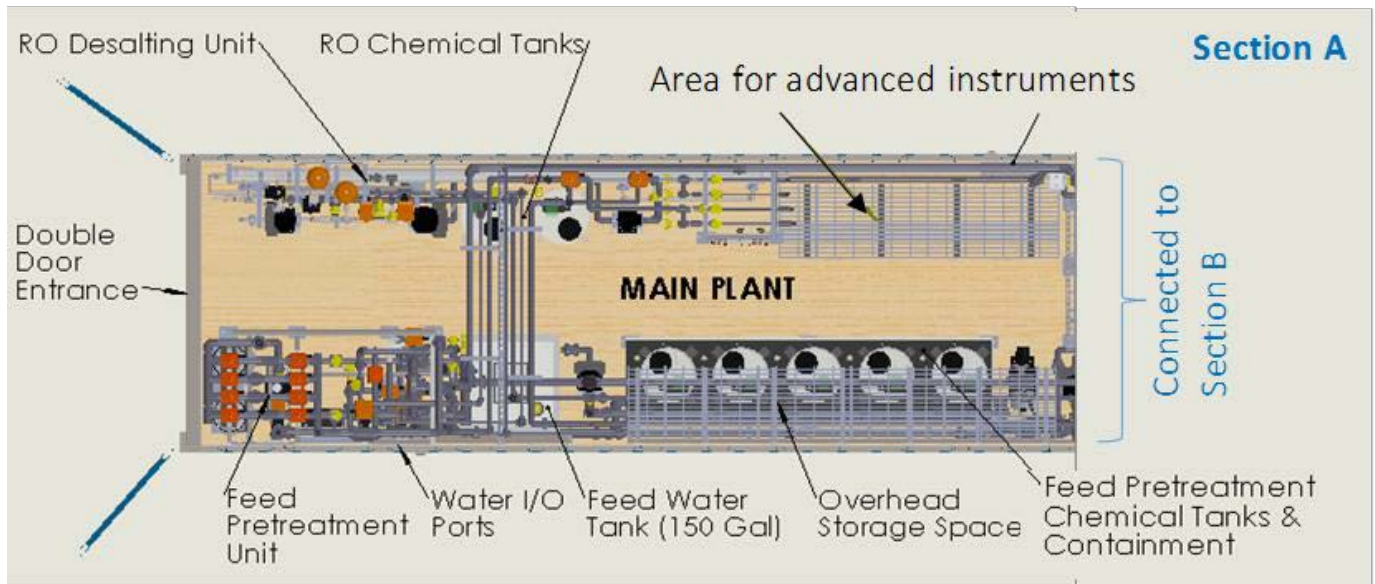 RO Desalting Unit
RO Chemical Tanks
Section A
Area for advanced instruments
Double
Door
Entrance
MAIN PLANT
Connected to
Section B
Feed
Pretreatment
Unit
Water I/O
Ports
Feed Water
Tank (150 Gal)
Overhead
Storage Space
Feed Pretreatment
Chemical Tanks &
Containment